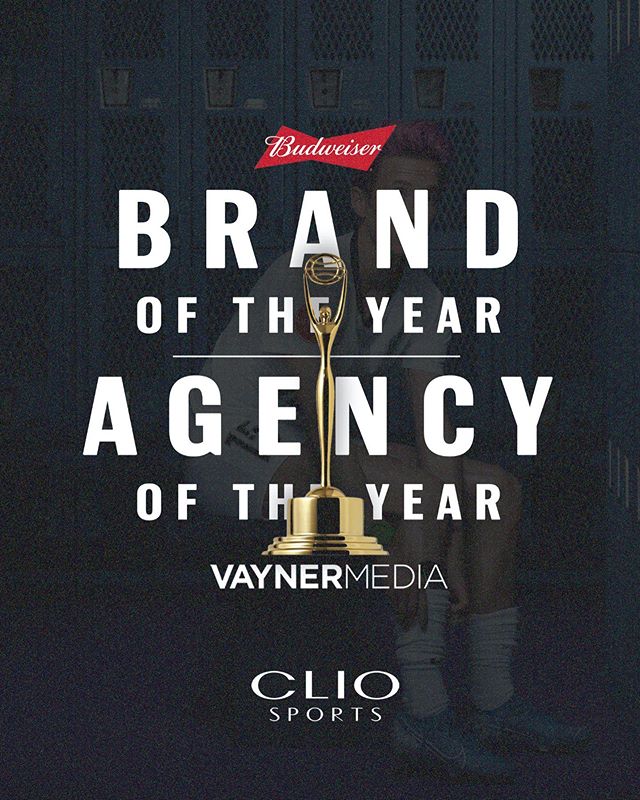 Budweiser
BRAND
OF THE YEAR
AGENCY
OF THE YEAR
VAYNERMEDIA
CLIO
SPORTS